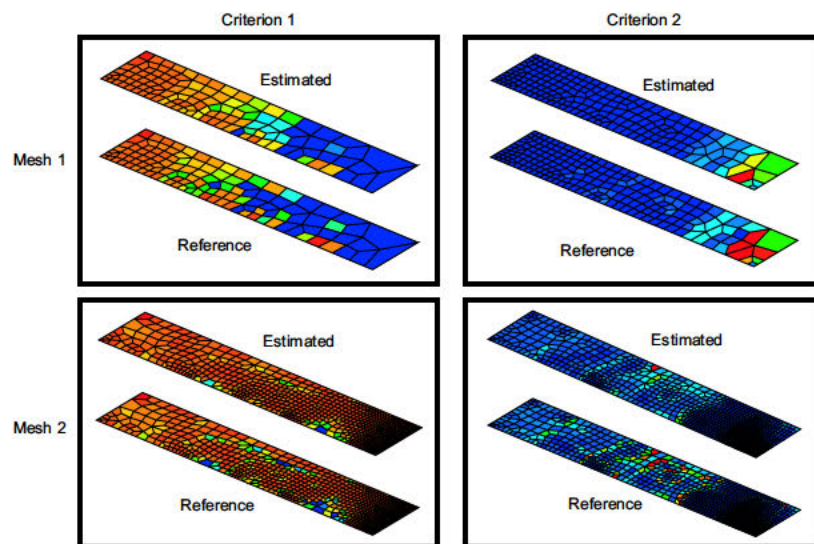 Criterion 1
Criterion 2
Mesh 1
Estimated
Reference
Estimated
Reference
Mesh 2
Estimated
Reference
Estimated
Reference